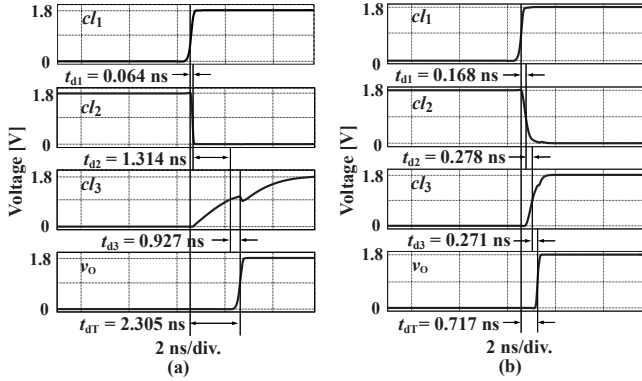 Voltage [V]
1.8
0
cl1
td1 = 0.064 ns
1.8
0
cl2
td2 = 1.314 ns
1.8
0
cl3
td3 = 0.927 ns
1.8
0
vO
tdT = 2.305 ns
2 ns/div.
(a)
Voltage [V]
1.8
0
cl1
td1 = 0.168 ns
1.8
0
cl2
td2 = 0.278 ns
1.8
0
cl3
td3 = 0.271 ns
1.8
0
vO
tdT = 0.717 ns
2 ns/div.
(b)